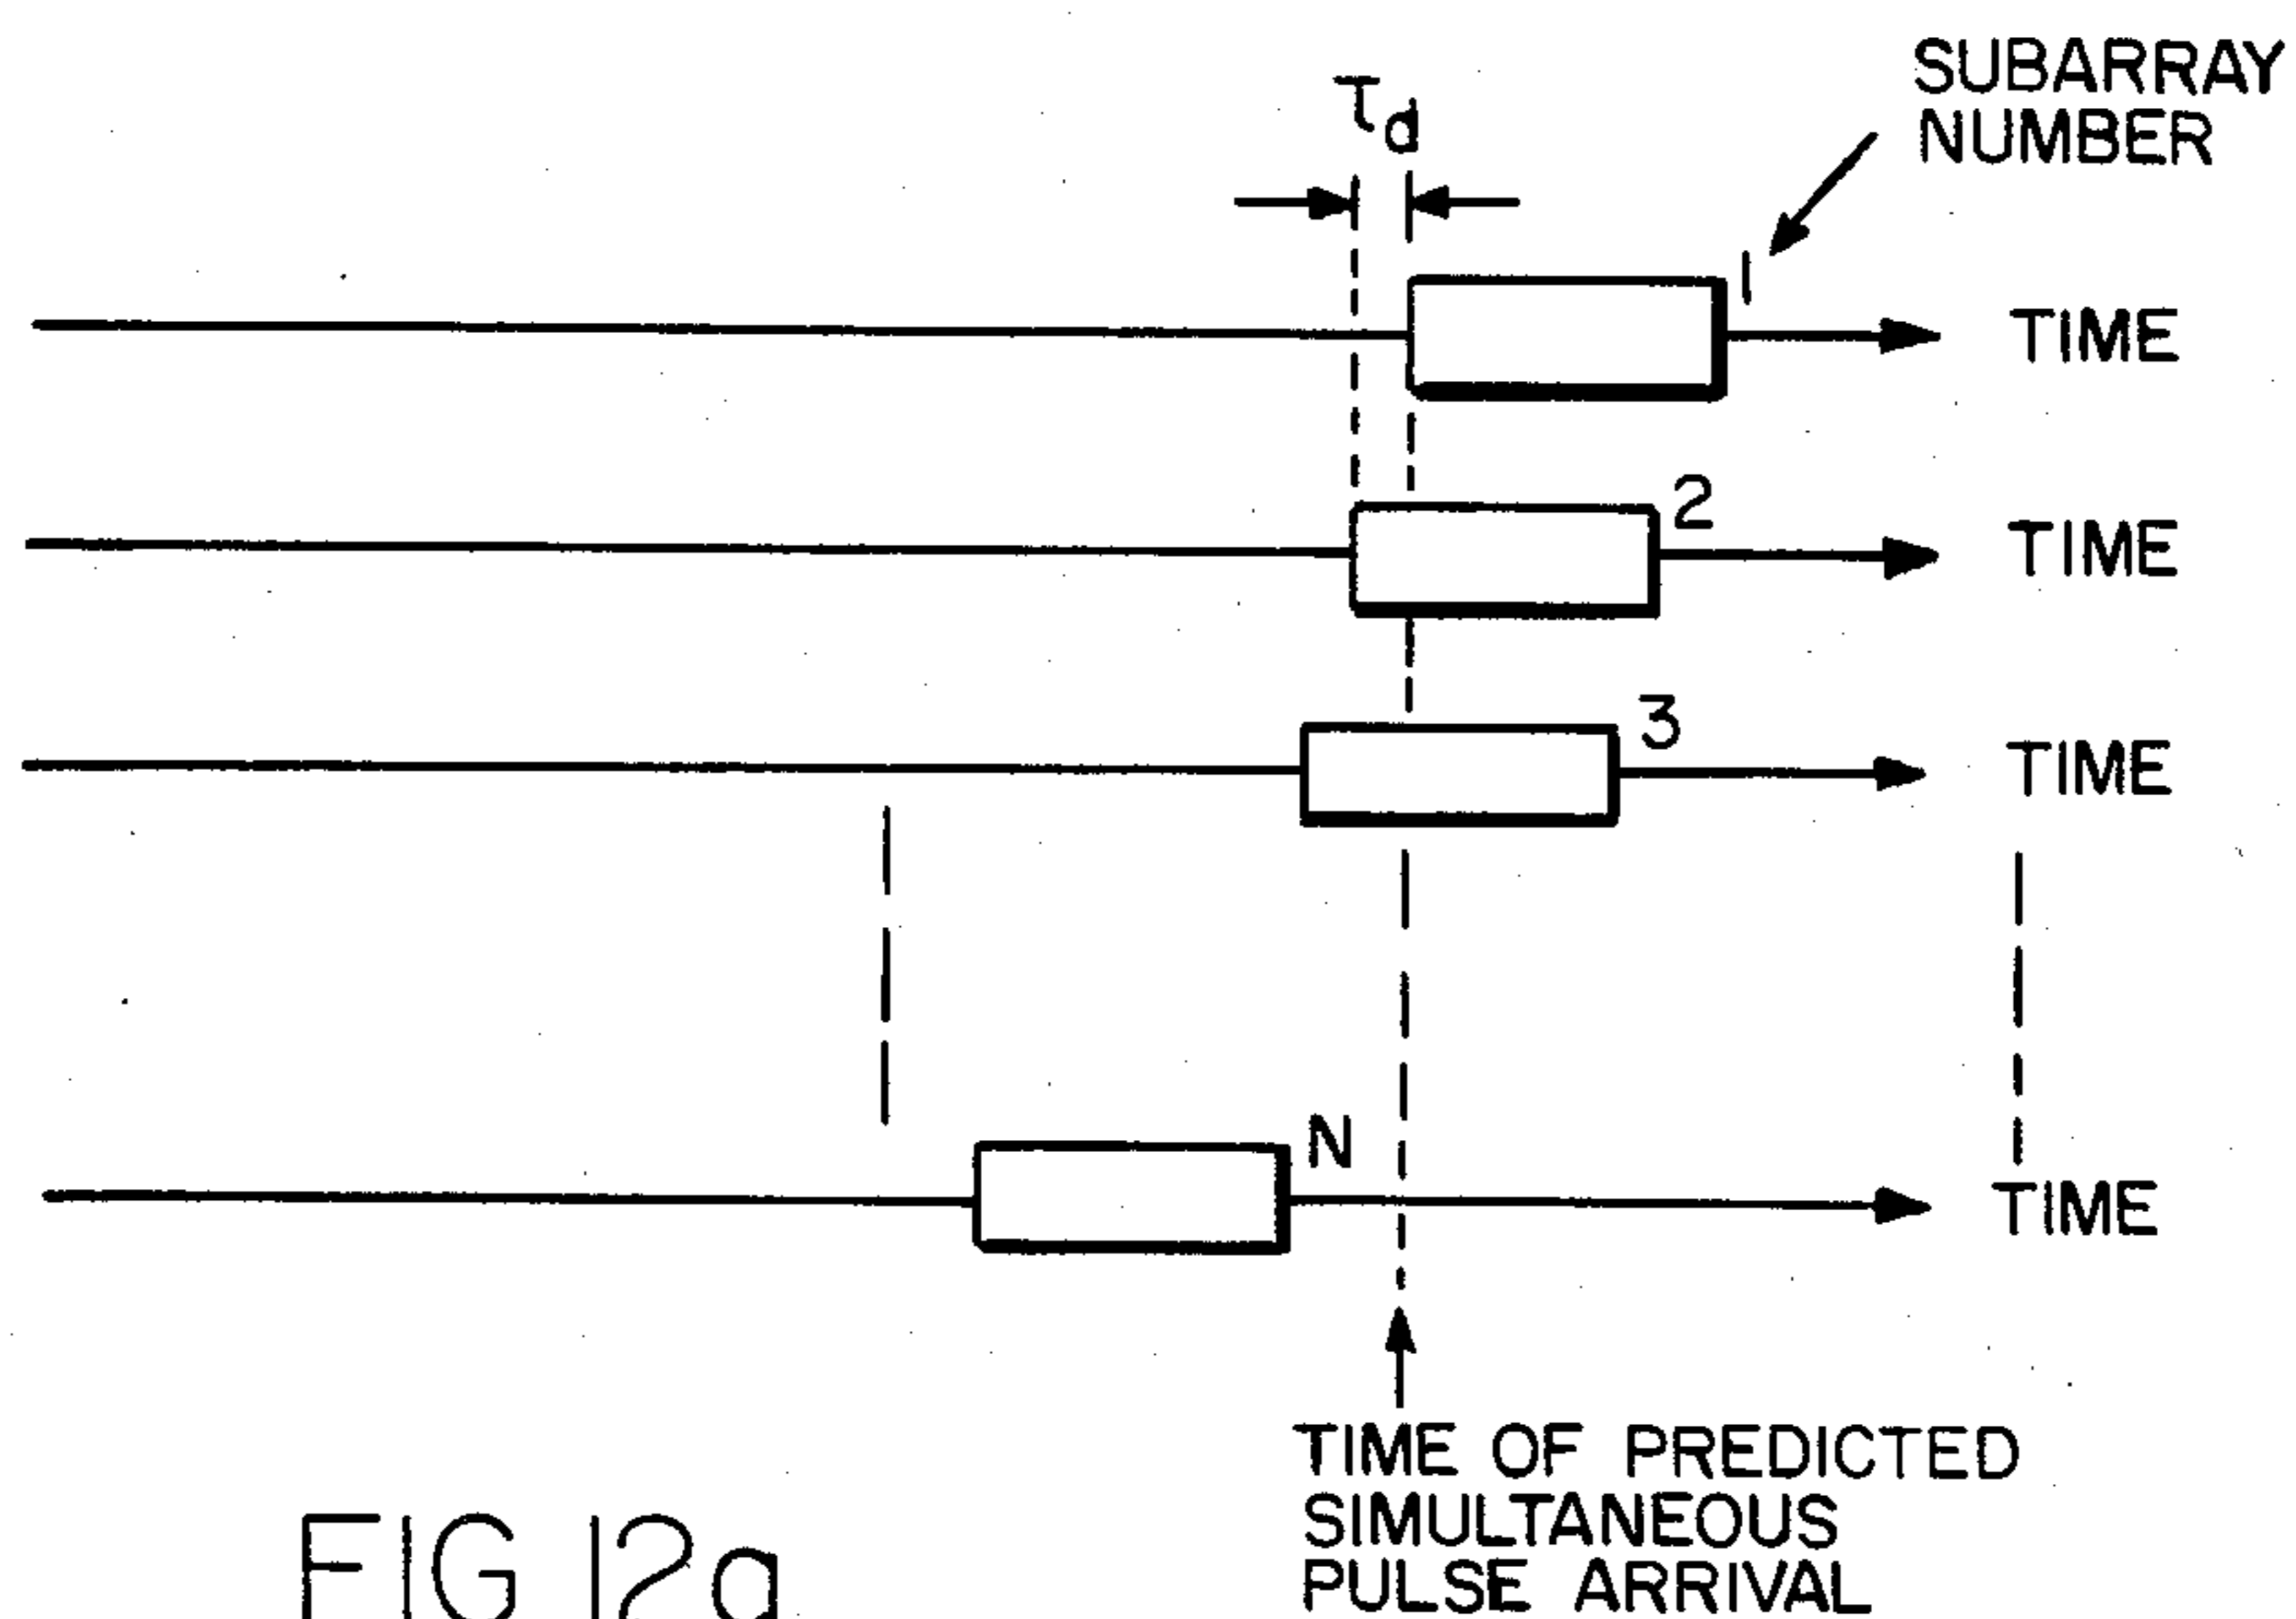 τd
SUBARRAY
NUMBER
1
TIME
2
TIME
3
TIME
N
TIME
TIME OF PREDICTED
SIMULTANEOUS
PULSE ARRIVAL
FIG 12a